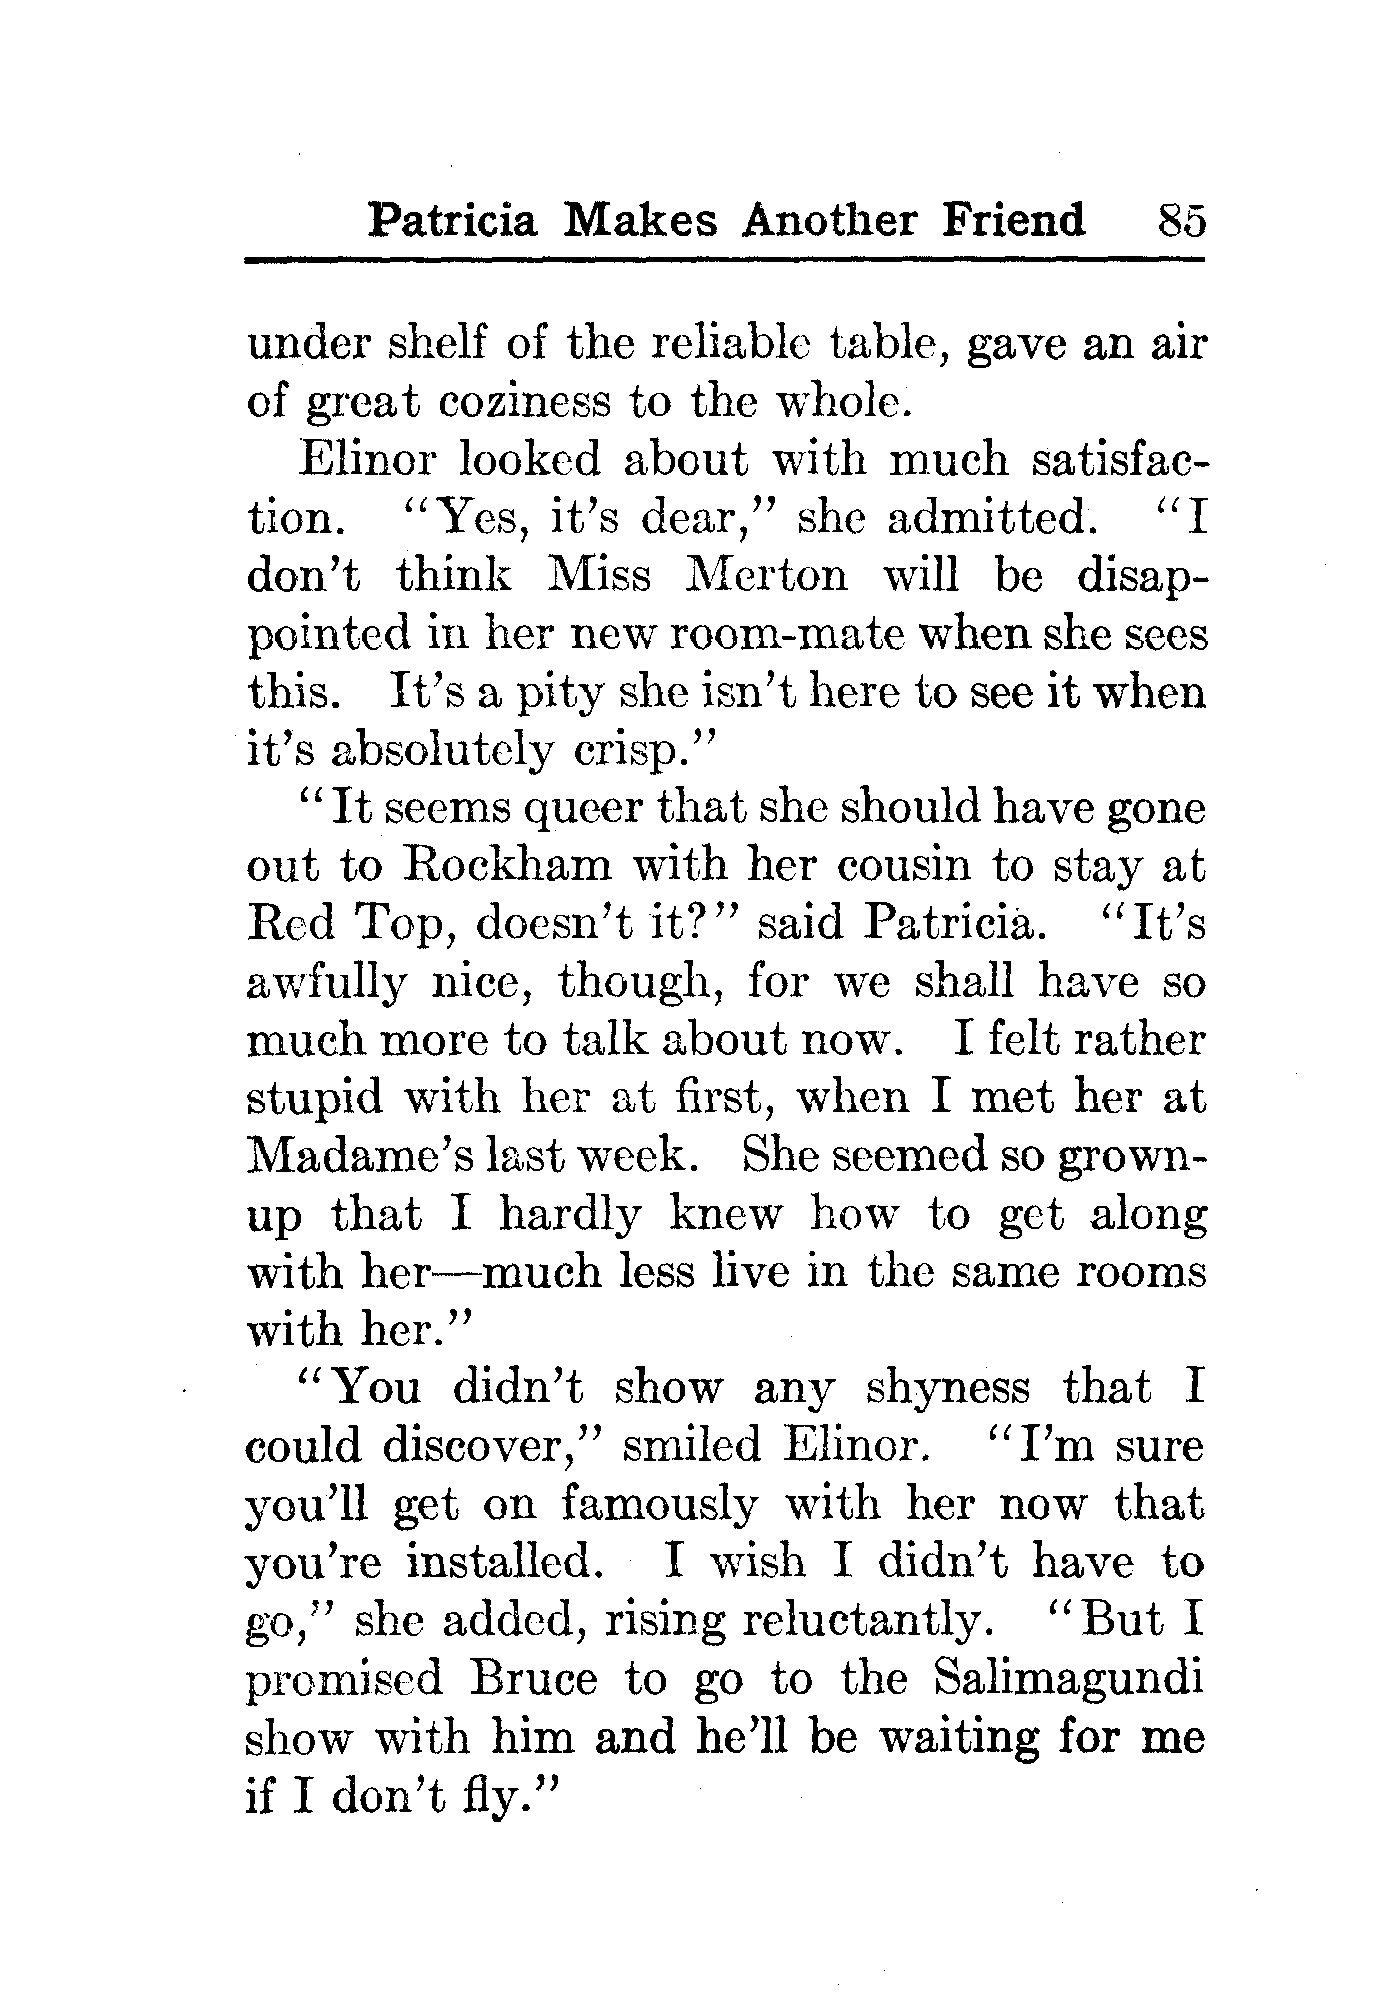 Patricia Makes Another Friend 85
under shelf of the reliable table, gave an air
of great coziness to the whole.
Elinor looked about with much satisfac-
tion. "Yes, it's dear," she admitted. "I
don't think Miss Merton will be disap-
pointed in her new room-mate when she sees
this. It's a pity she isn't here to see it when
it's absolutely crisp."
"It seems queer that she should have gone
out to Rockham with her cousin to stay at
Red Top, doesn't it?" said Patricia. "It's
awfully nice, though, for we shall have so
much more to talk about now. I felt rather
stupid with her at first, when I met her at
Madame's last week. She seemed so grown-
up that I hardly knew how to get along
with her—much less live in the same rooms
with her."
"You didn't show any shyness that I
could discover," smiled Elinor. "I'm sure
you'll get on famously with her now that
you're installed. I wish I didn't have to
go," she added, rising reluctantly. "But I
promised Bruce to go to the Salimagundi
show with him and he'll be waiting for me
if I don't fly."